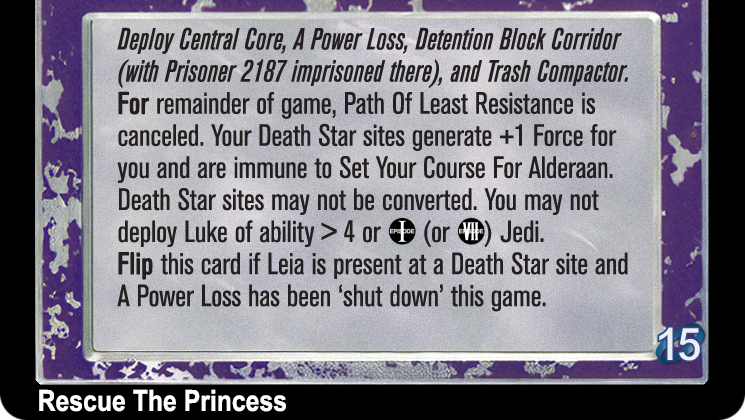 Deploy Central Core, A Power Loss, Detention Block Corridor
(with Prisoner 2187 imprisoned there), and Trash Compactor.
For remainder of game, Path Of Least Resistance is
canceled. Your Death Star sites generate +1 Force for
you and are immune to Set Your Course For Alderaan.
Death Star sites may not be converted. You may not
deploy Luke of ability > 4 or EPISODE I (or EPISODE VII) Jedi.
Flip this card if Leia is present at a Death Star site and
A Power Loss has been ‘shut down’ this game.
15
Rescue The Princess